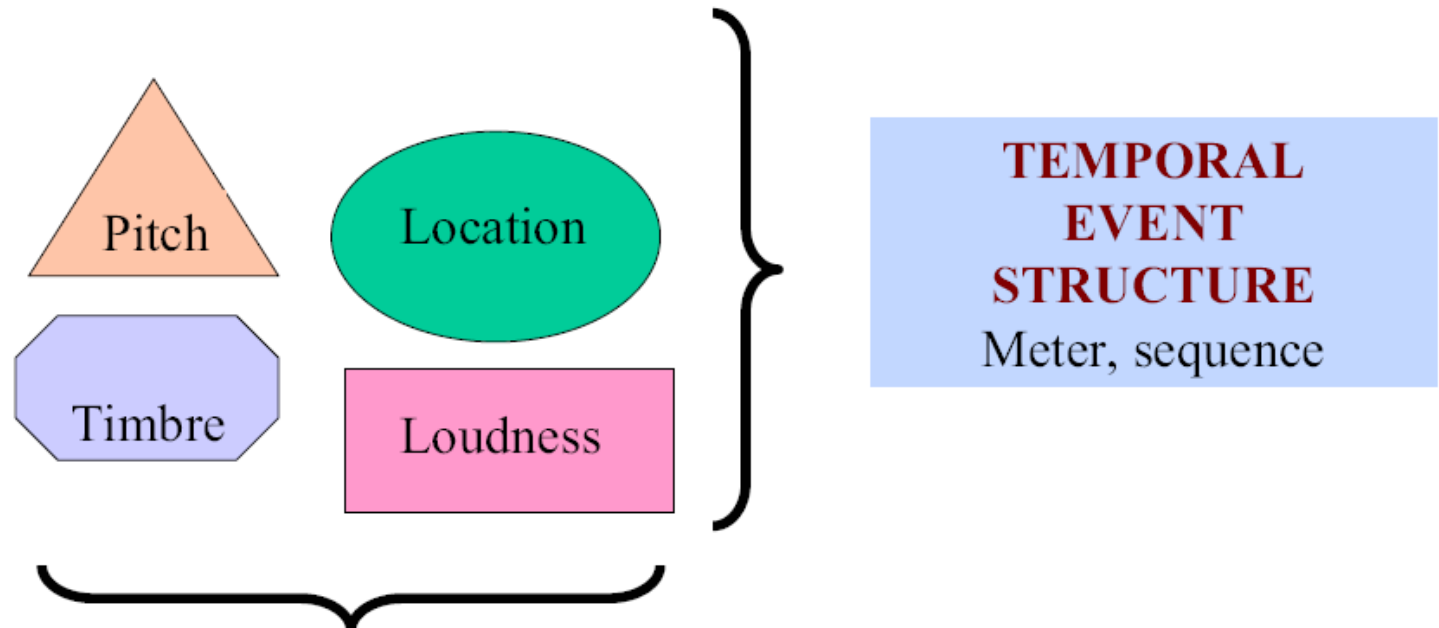 Pitch
Location
Timbre
Loudness
TEMPORAL
EVENT
STRUCTURE
Meter, sequence